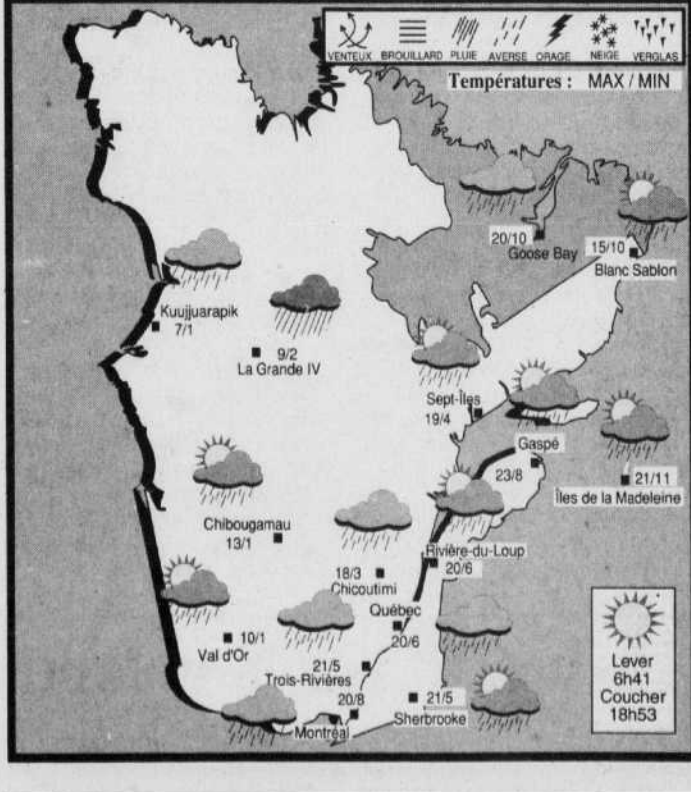 VENTEUX BROUILLARD PLUIE AVERSE ORAGE NEIGE VERGLAS
Températures : MAX / MIN
20/10
Goose Bay
15/10
Blanc Sablon
Kuujjuarapik
7/1
9/2
La Grande IV
Sept-Îles
19/4
Gaspé
23/8
21/11
Îles de la Madeleine
Chibougamau
13/1
18/3
Chicoutimi
Rivière-du-Loup
20/6
Québec
20/6
10/1
Val d'Or
21/5
Trois-Rivières
20/8
Montréal
21/5
Sherbrooke
Lever
6h41
Coucher
18h53